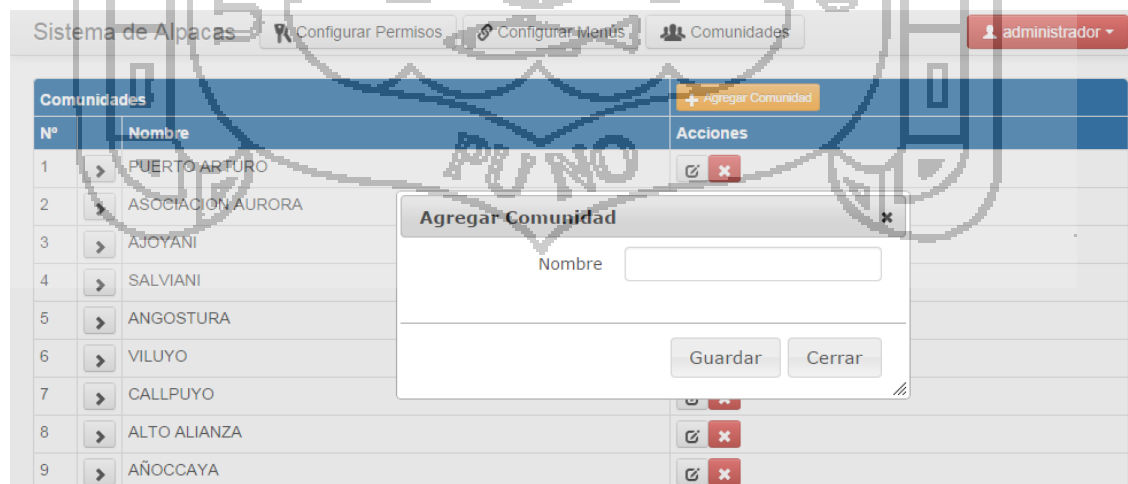 Sistema de Alpacas Configurar Permisos Configurar Menús Comunidades administrador
Comunidades Agregar Comunidad
Nº Nombre Acciones
1 PUERTO ARTURO
2 ASOCIACION AURORA
3 AJOYANI
4 SALVIANI
5 ANGOSTURA
6 VILUYO
7 CALLPUYO
8 ALTO ALIANZA
9 AÑOCCAYA
Agregar Comunidad
Nombre
Guardar Cerrar
PUNO